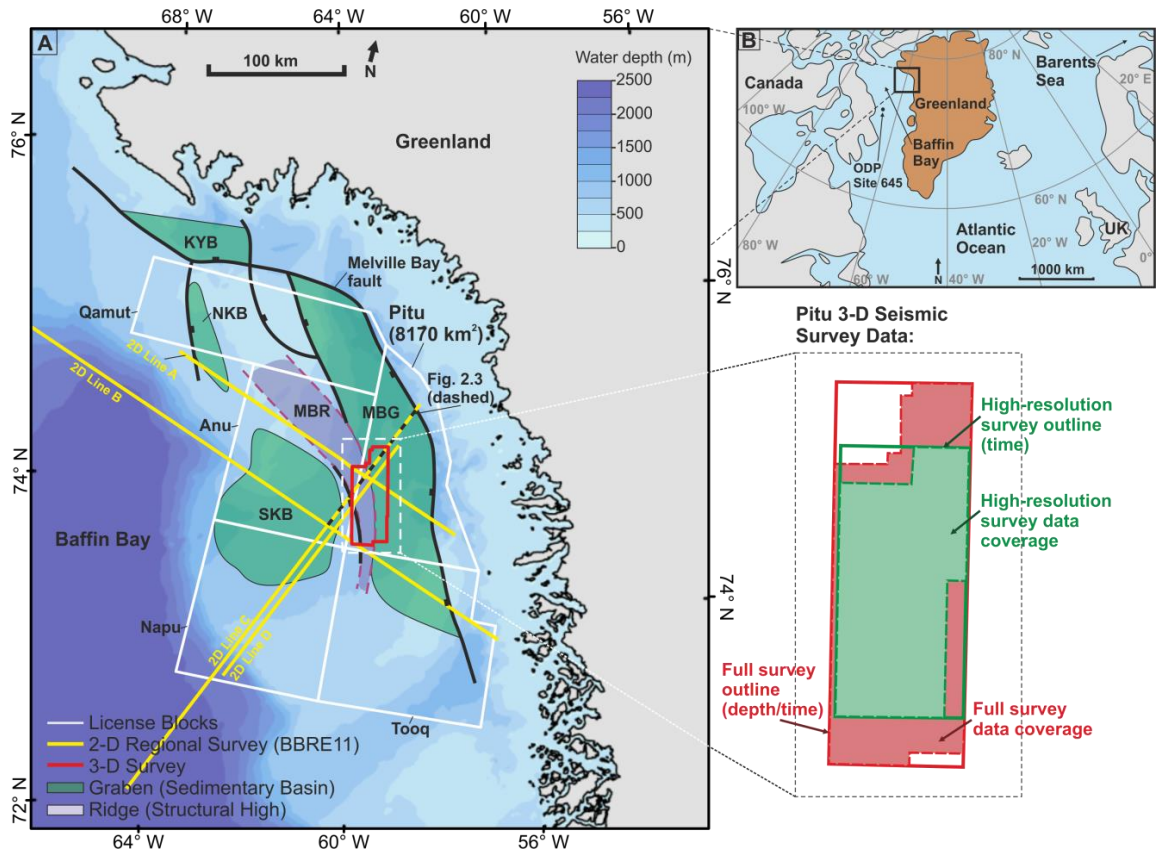 68° W
64° W
60° W
56° W
A
100 km
N
Water depth (m)
2500
2000
1500
1000
500
0
Greenland
76° N
74° N
72° N
76° N
74° N
KYB
Melville Bay
fault
Qamut
NKB
Pitu
(8170 km²)
2D Line A
2D Line B
Fig. 2.3
(dashed)
MBR
MBG
Anu
SKB
Baffin Bay
Napu
2D Line C
2D Line D
Tooq
License Blocks
2-D Regional Survey (BBRE11)
3-D Survey
Graben (Sedimentary Basin)
Ridge (Structural High)
64° W
60° W
56° W
B
Canada
100° W
80° N
Barents
Sea
20° E
Greenland
Baffin
Bay
ODP
Site 645
60° N
UK
Atlantic
Ocean
20° W
80° W
60° W
40° W
0°
N
1000 km
Pitu 3-D Seismic
Survey Data:
High-resolution
survey outline
(time)
High-resolution
survey data
coverage
Full survey
outline
(depth/time)
Full survey
data coverage